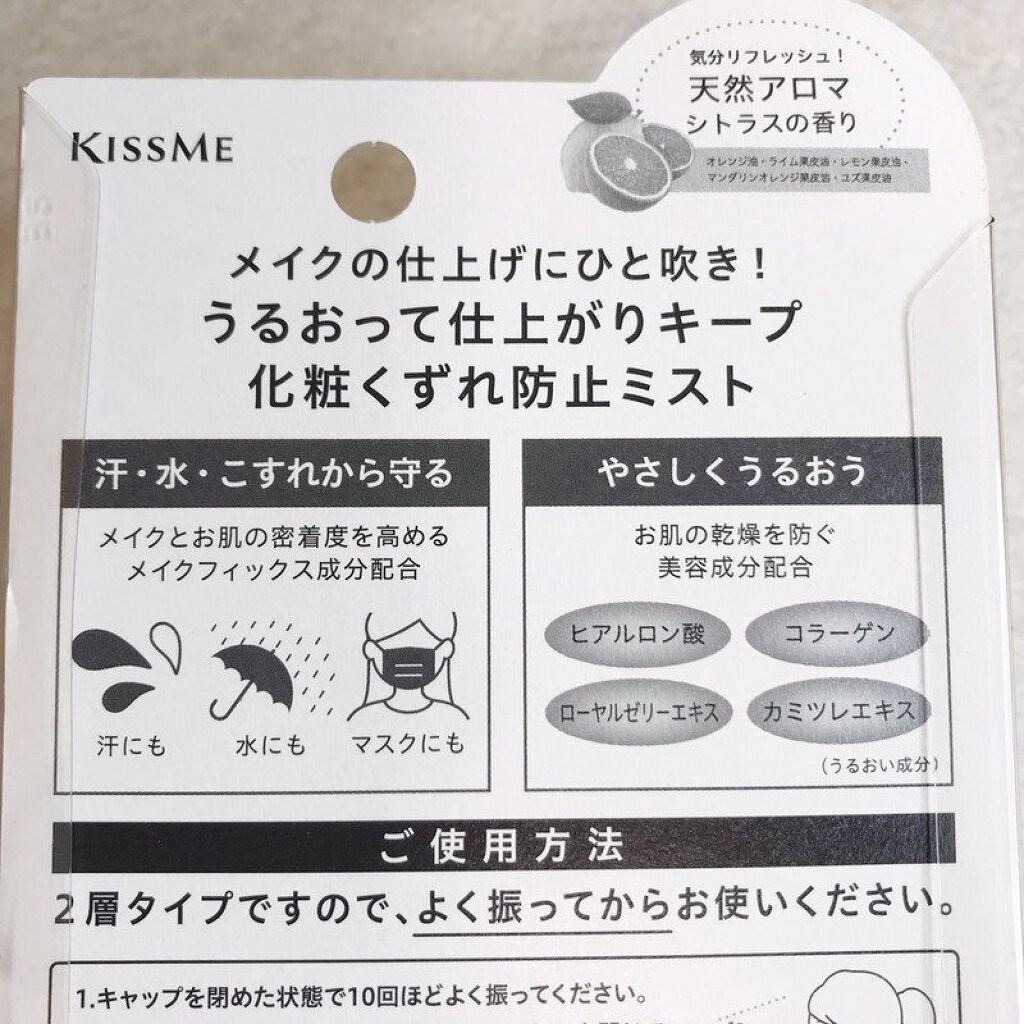 気分リフレッシュ！
天然アロマ
シトラスの香り
オレンジ油・ライム果皮油・レモン果皮油・
マンダリンオレンジ果皮油・ユズ果皮油
KISSME
メイクの仕上げにひと吹き！
うるおって仕上がりキープ
化粧くずれ防止ミスト
汗・水・こすれから守る
メイクとお肌の密着度を高める
メイクフィックス成分配合
汗にも
水にも
マスクにも
やさしくうるおう
お肌の乾燥を防ぐ
美容成分配合
ヒアルロン酸
コラーゲン
ローヤルゼリーエキス
カミツレエキス
（うるおい成分）
ご使用方法
2層タイプですので、よく振ってからお使いください。
1.キャップを閉めた状態で10回ほどよく振ってください。